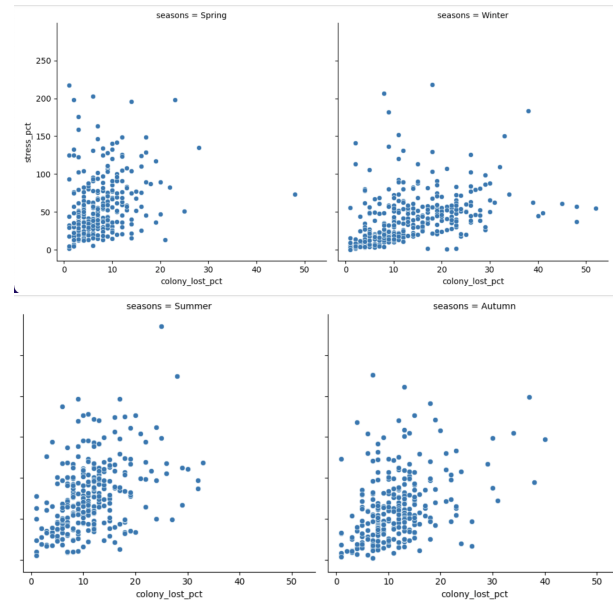 seasons = Spring
seasons = Winter
stress_pct
250
200
150
100
50
0
0 10 20 30 40 50
0 10 20 30 40 50
colony_lost_pct
colony_lost_pct
seasons = Summer
seasons = Autumn
0 10 20 30 40 50
0 10 20 30 40 50
colony_lost_pct
colony_lost_pct